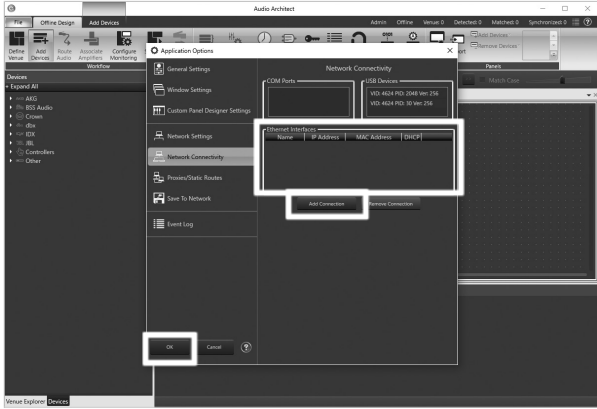 Audio Architect
File Offline Design Add Devices Admin Offline Venues 0 Detected: 0 Matched: 0 Synchronized 0
Define Venue
Add Devices
Route Audio
Associate Amplifiers
Configure Monitoring
Workflow
Add Devices
Remove Devices
Panels
Match Case
Devices
+ Expand All
AKG
BSS Audio
Crown
dbx
IDX
JBL
Controllers
Other
Application Options
General Settings
Window Settings
Custom Panel Designer Settings
Network Settings
Network Connectivity
Proxies/Static Routes
Save To Network
Event Log
Network Connectivity
COM Ports
USB Devices
VID: 4624 PID: 2048 Ver: 256
VID: 4624 PID: 30 Ver: 256
Ethernet Interfaces
Name IP Address MAC Address DHCP
Add Connection Remove Connection
OK Cancel
Venue Explorer Devices